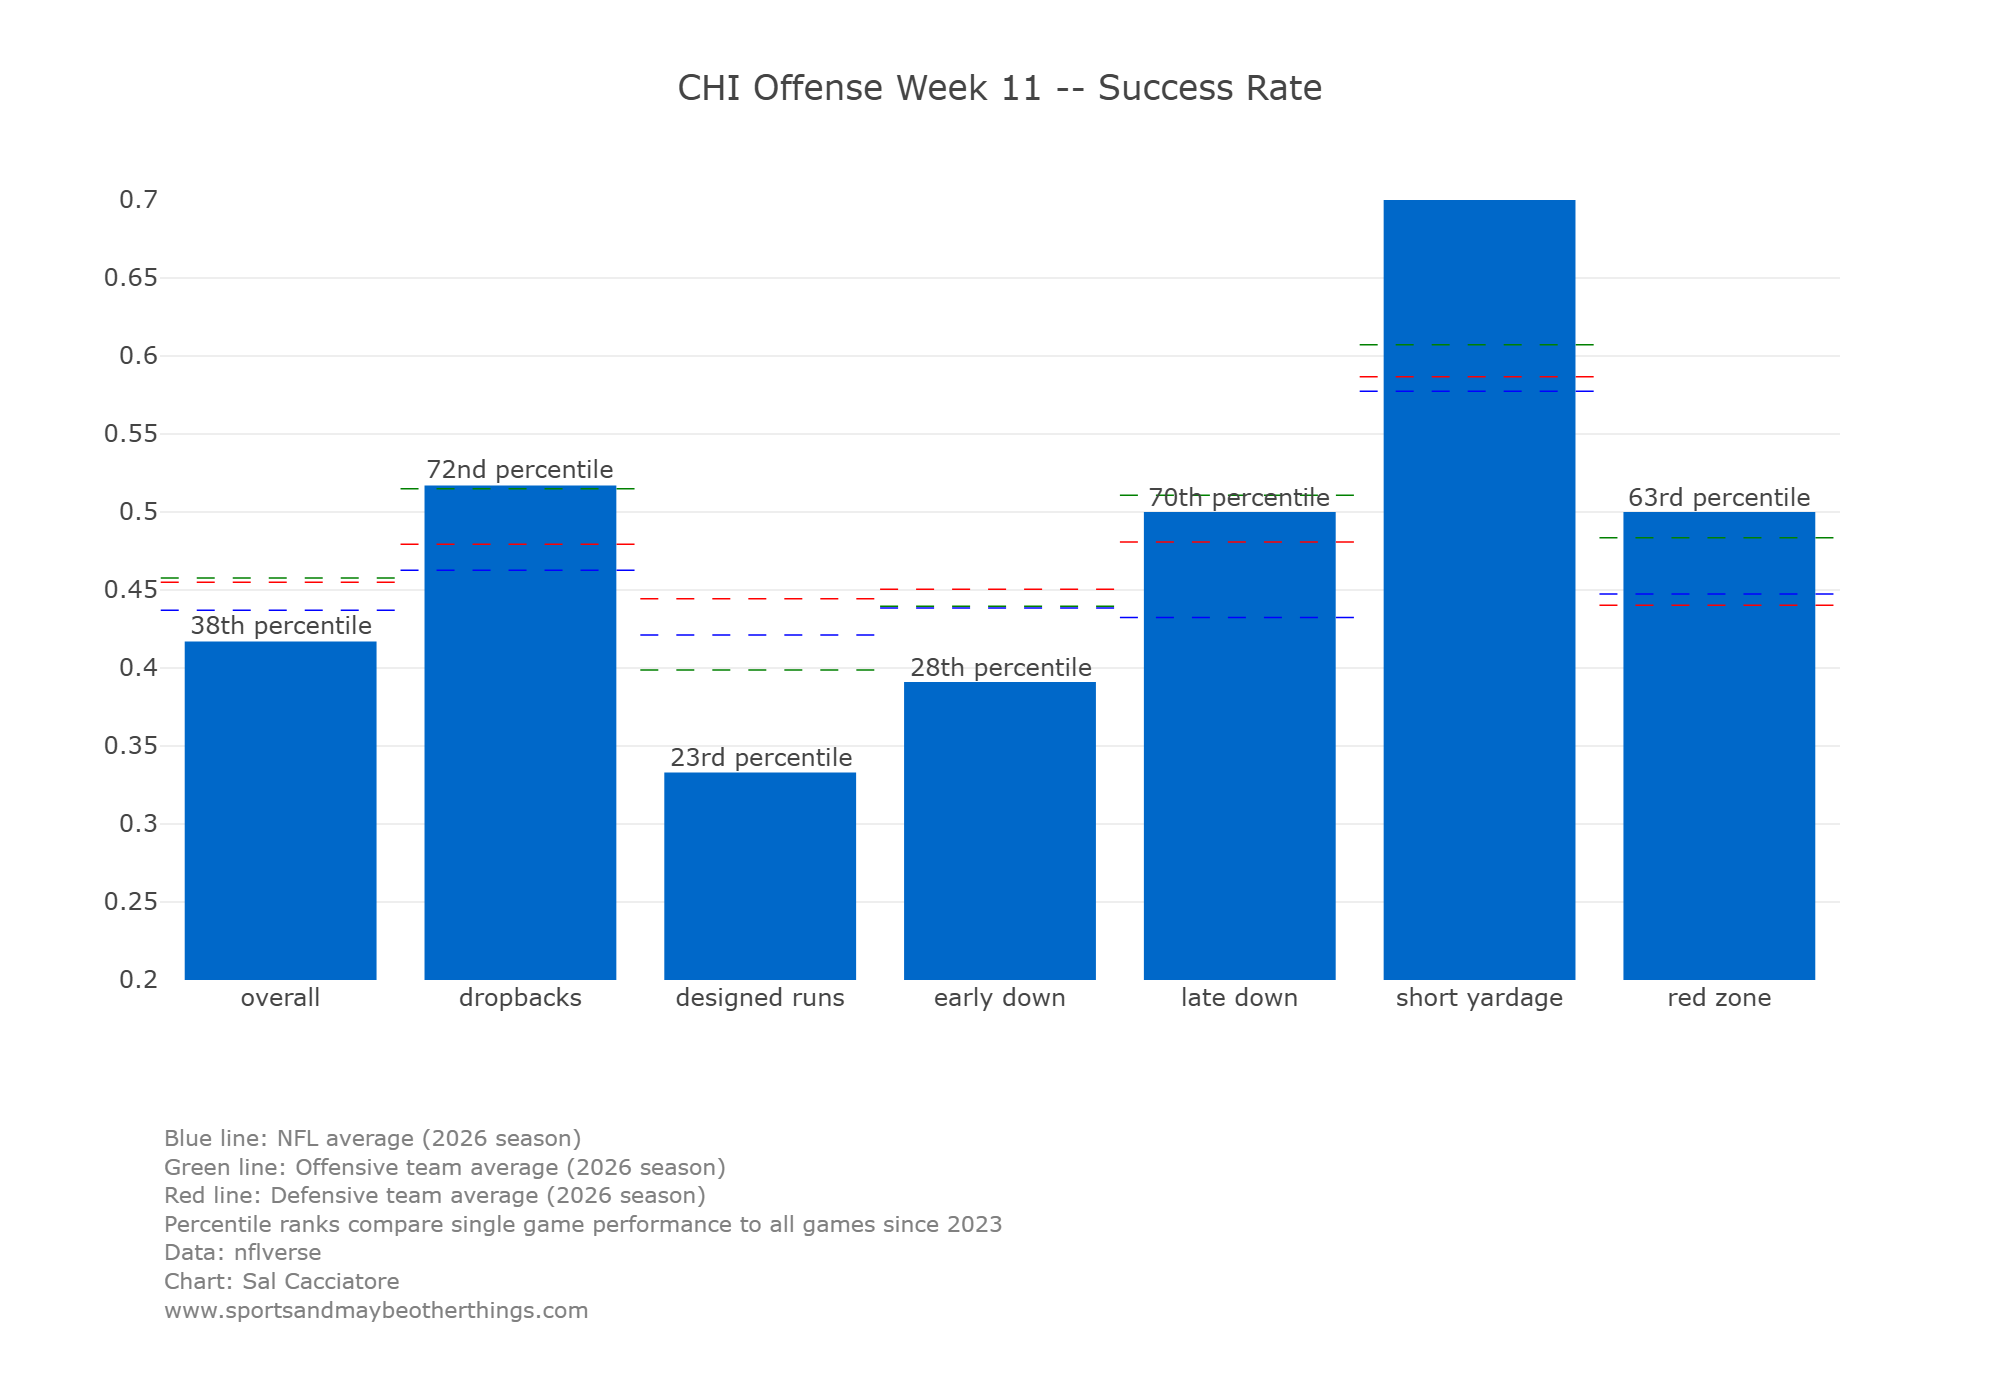 CHI Offense Week 11 -- Success Rate
0.7
0.65
0.6
0.55
0.5
0.45
0.4
0.35
0.3
0.25
0.2
38th percentile
72nd percentile
23rd percentile
28th percentile
70th percentile
63rd percentile
overall
dropbacks
designed runs
early down
late down
short yardage
red zone
Blue line: NFL average (2026 season)
Green line: Offensive team average (2026 season)
Red line: Defensive team average (2026 season)
Percentile ranks compare single game performance to all games since 2023
Data: nflverse
Chart: Sal Cacciatore
www.sportsandmaybeotherthings.com